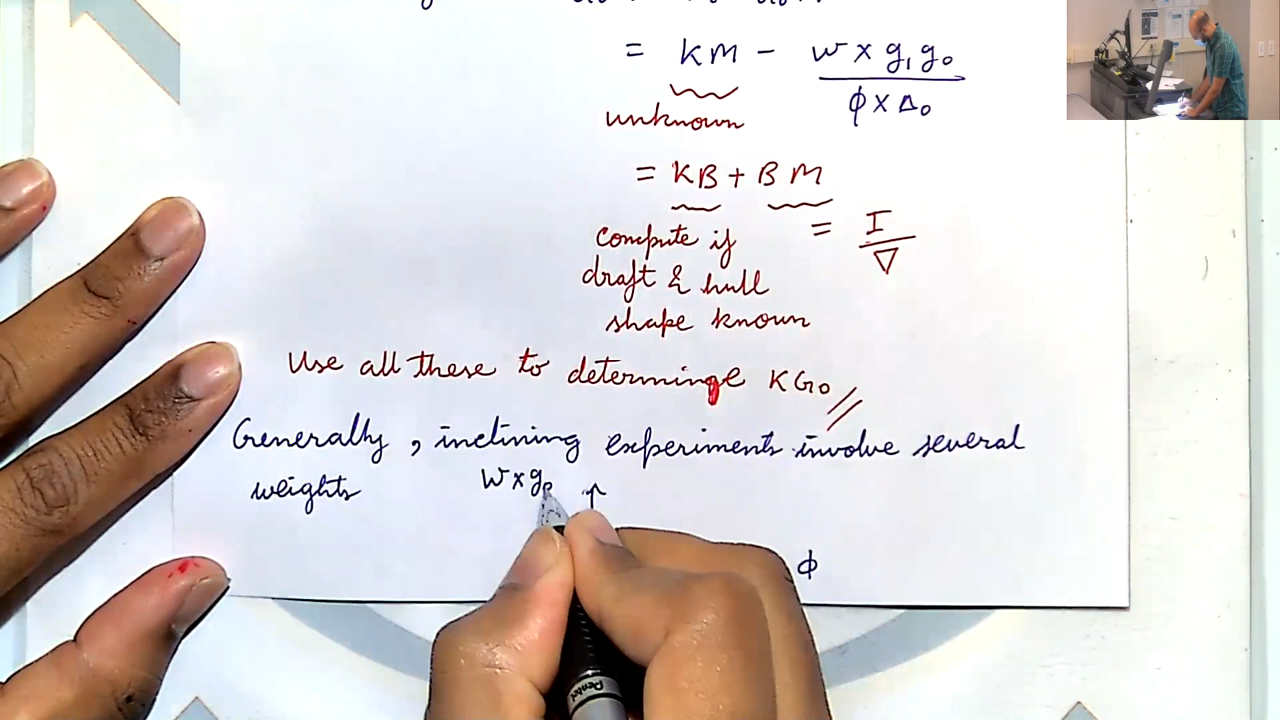 = KM - w x g₁g₀ / ϕ x Δ₀
unknown
= KB + BM
= I / ∇
compute if
draft & hull
shape known
Use all these to determine KG₀
Generally, inclining experiments involve several
weights
w x g₀ ↑
ϕ
Pentel